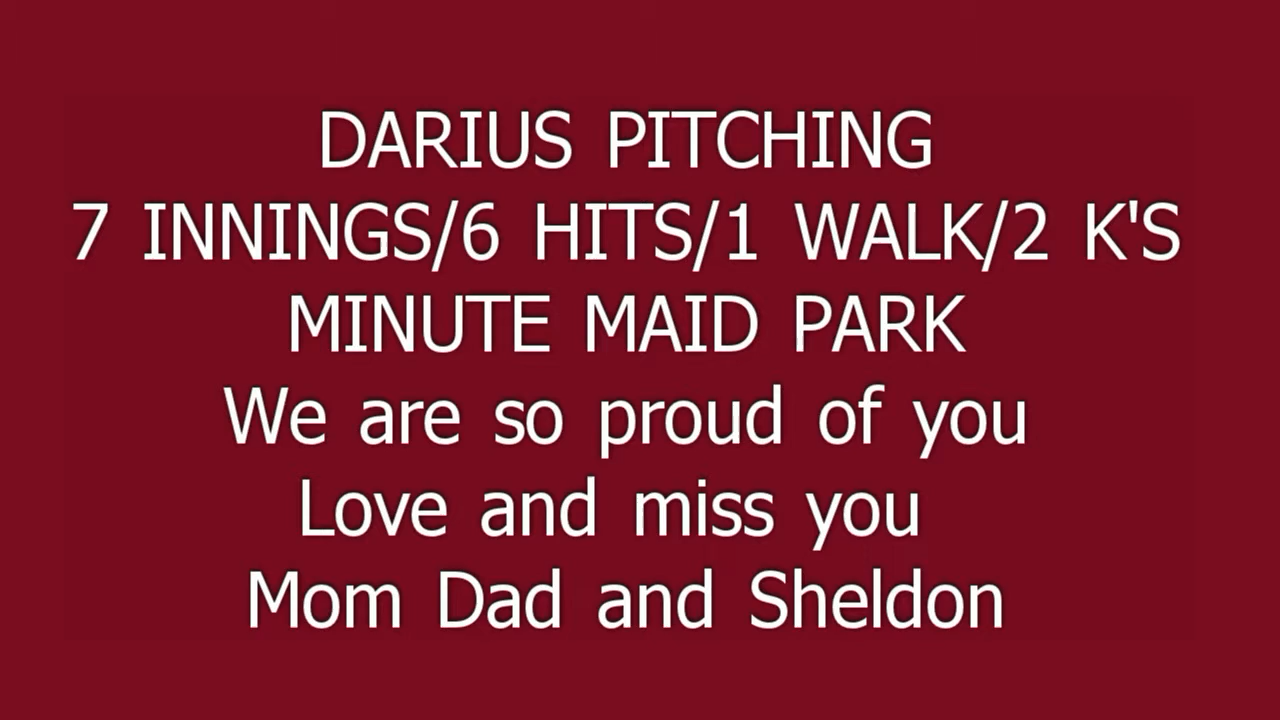 DARIUS PITCHING
7 INNINGS/6 HITS/1 WALK/2 K'S
MINUTE MAID PARK
We are so proud of you
Love and miss you
Mom Dad and Sheldon